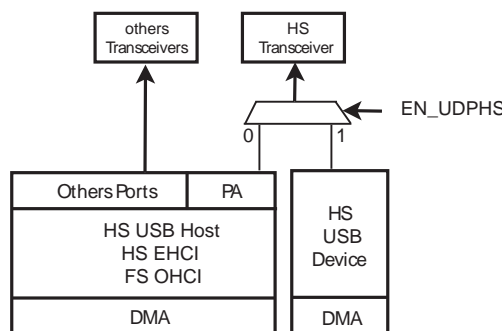 others
Transceivers
HS
Transceiver
EN_UDPHS
0
1
Others Ports
PA
HS USB Host
HS EHCI
FS OHCI
DMA
HS
USB
Device
DMA